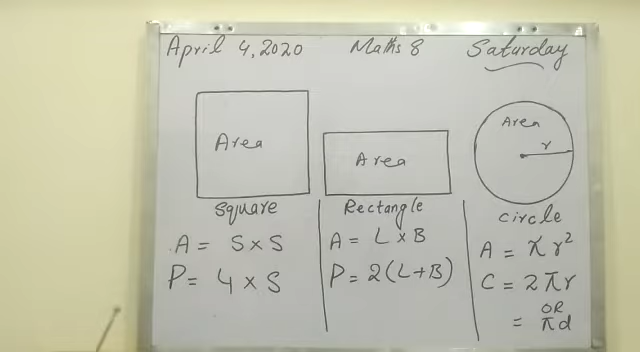 April 4, 2020 Maths 8 Saturday
Area
Area
Area
r
Square
A = S × S
P = 4 × S
Rectangle
A = L × B
P = 2(L + B)
circle
A = πr²
C = 2πr
OR
= πd